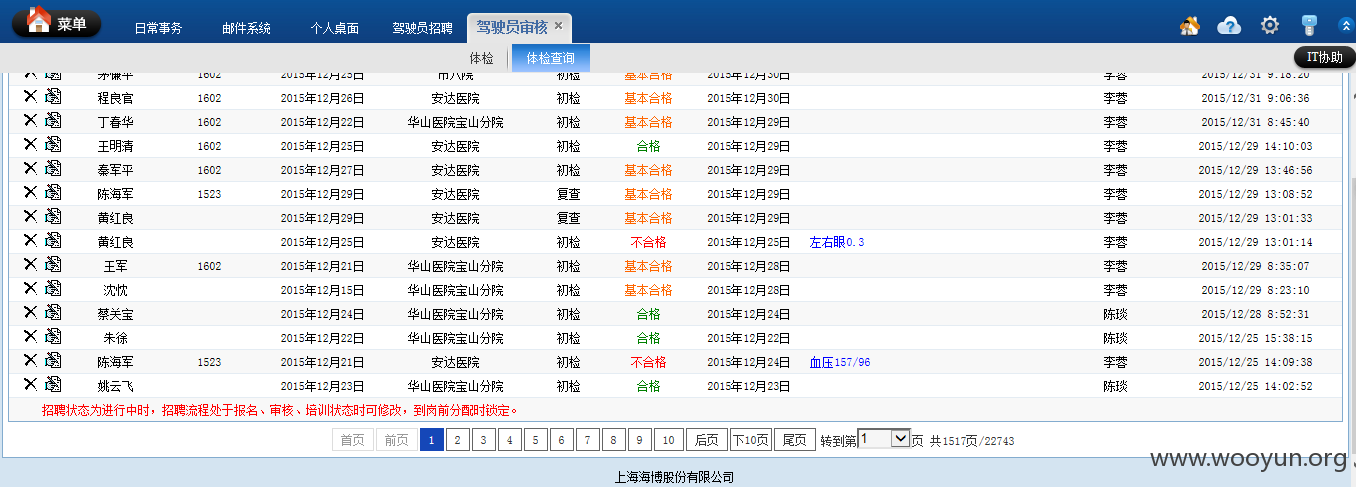 菜单 日常事务 邮件系统 个人桌面 驾驶员招聘 驾驶员审核
体检 体检查询 IT协助
茅谦平 1602 2015年12月25日 市八院 初检 基本合格 2015年12月30日 李蓉 2015/12/31 9:18:20
程良官 1602 2015年12月26日 安达医院 初检 基本合格 2015年12月30日 李蓉 2015/12/31 9:06:36
丁春华 1602 2015年12月22日 华山医院宝山分院 初检 基本合格 2015年12月29日 李蓉 2015/12/31 8:45:40
王明清 1602 2015年12月25日 安达医院 初检 合格 2015年12月29日 李蓉 2015/12/29 14:10:03
秦军平 1602 2015年12月27日 安达医院 初检 基本合格 2015年12月29日 李蓉 2015/12/29 13:46:56
陈海军 1523 2015年12月29日 安达医院 复查 基本合格 2015年12月29日 李蓉 2015/12/29 13:08:52
黄红良 2015年12月29日 安达医院 复查 基本合格 2015年12月29日 李蓉 2015/12/29 13:01:33
黄红良 2015年12月25日 安达医院 初检 不合格 2015年12月25日 左右眼0.3 李蓉 2015/12/29 13:01:14
王军 1602 2015年12月21日 华山医院宝山分院 初检 基本合格 2015年12月28日 李蓉 2015/12/29 8:35:07
沈忱 2015年12月15日 华山医院宝山分院 初检 基本合格 2015年12月28日 李蓉 2015/12/29 8:23:10
蔡关宝 2015年12月24日 华山医院宝山分院 初检 合格 2015年12月24日 陈琰 2015/12/28 8:52:31
朱徐 2015年12月22日 华山医院宝山分院 初检 合格 2015年12月22日 陈琰 2015/12/25 15:38:15
陈海军 1523 2015年12月21日 安达医院 初检 不合格 2015年12月24日 血压157/96 李蓉 2015/12/25 14:09:38
姚云飞 2015年12月23日 华山医院宝山分院 初检 合格 2015年12月23日 陈琰 2015/12/25 14:02:52
招聘状态为进行中时，招聘流程处于报名、审核、培训状态时可修改，到岗前分配时锁定。
首页 前页 1 2 3 4 5 6 7 8 9 10 后页 下10页 尾页 转到第 1 页 共1517页/22743
www.wooyun.org
上海海博股份有限公司